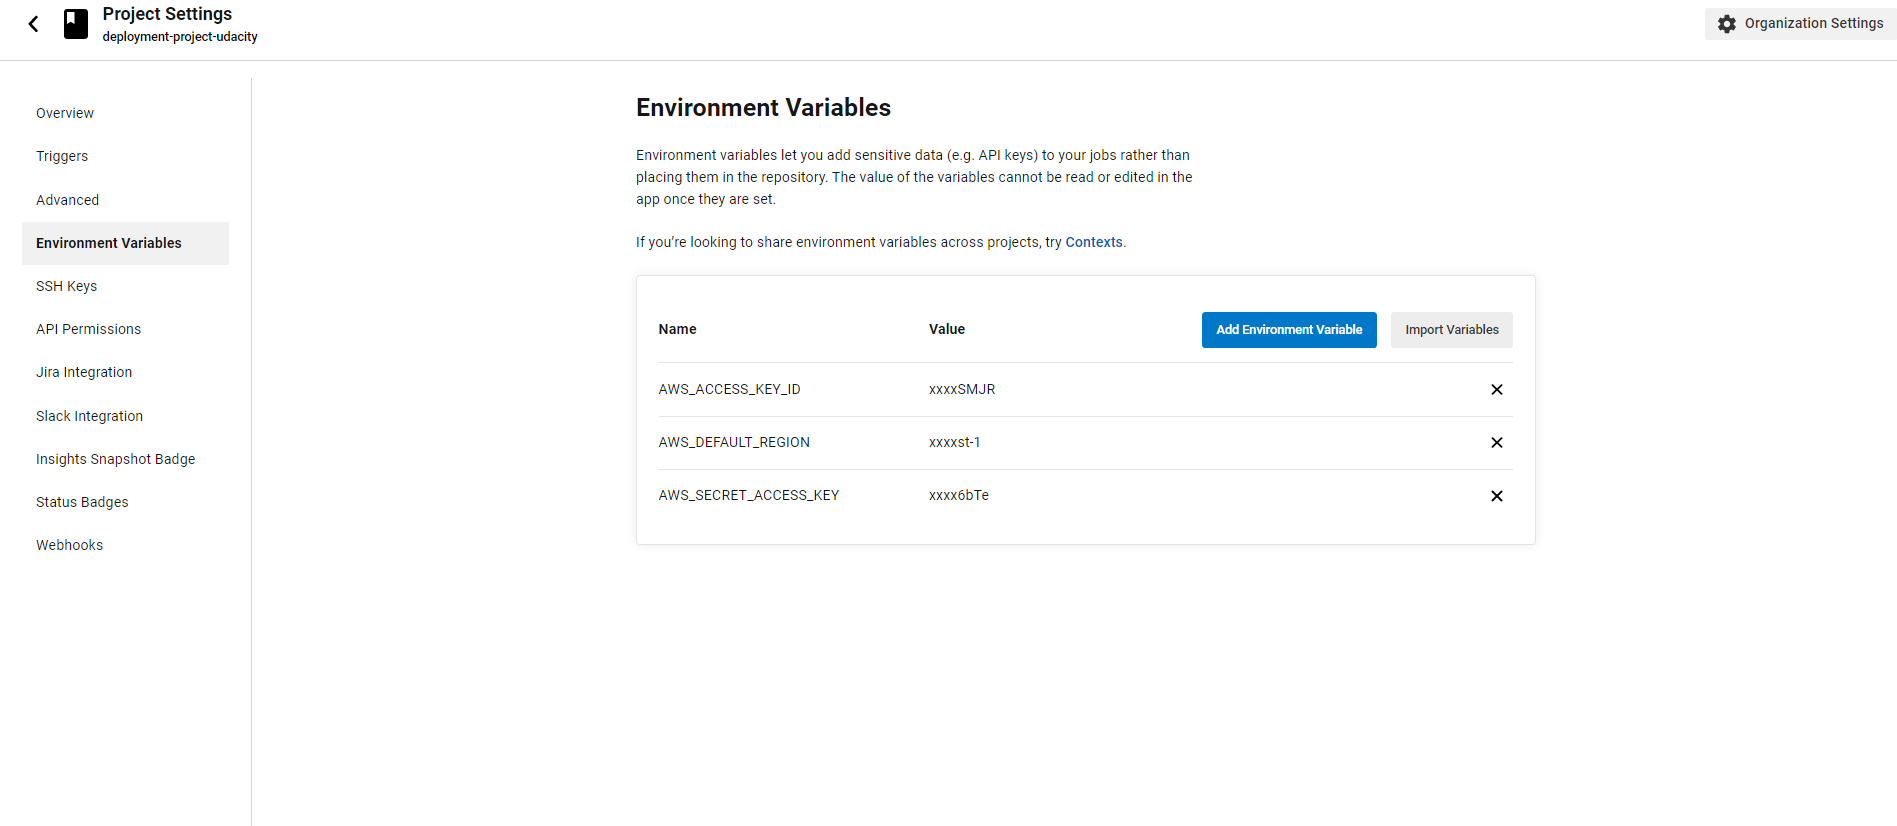 Project Settings
deployment-project-udacity
Organization Settings
Overview
Triggers
Advanced
Environment Variables
SSH Keys
API Permissions
Jira Integration
Slack Integration
Insights Snapshot Badge
Status Badges
Webhooks
Environment Variables
Environment variables let you add sensitive data (e.g. API keys) to your jobs rather than
placing them in the repository. The value of the variables cannot be read or edited in the
app once they are set.
If you're looking to share environment variables across projects, try Contexts.
Name Value Add Environment Variable Import Variables
AWS_ACCESS_KEY_ID xxxxSMJR
AWS_DEFAULT_REGION xxxxst-1
AWS_SECRET_ACCESS_KEY xxxx6bTe